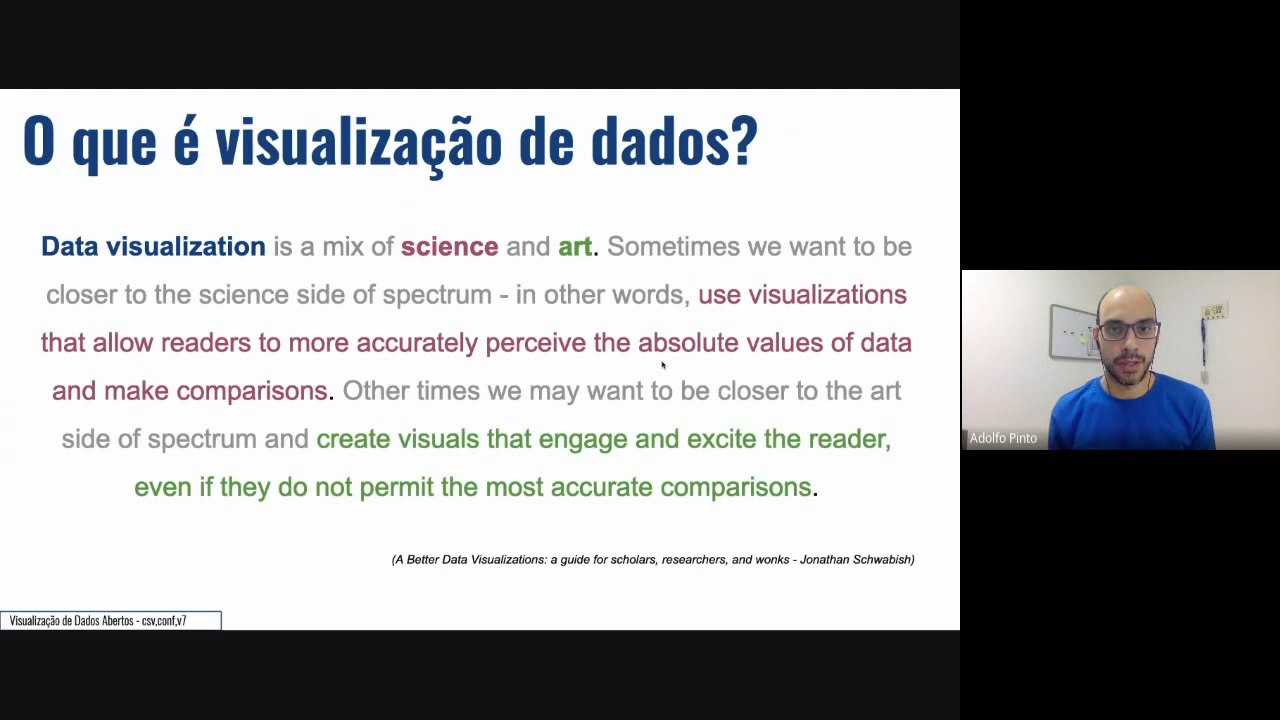 O que é visualização de dados?
Data visualization is a mix of science and art. Sometimes we want to be
closer to the science side of spectrum - in other words, use visualizations
that allow readers to more accurately perceive the absolute values of data
and make comparisons. Other times we may want to be closer to the art
side of spectrum and create visuals that engage and excite the reader,
even if they do not permit the most accurate comparisons.
(A Better Data Visualizations: a guide for scholars, researchers, and wonks - Jonathan Schwabish)
Visualização de Dados Abertos - csv,conf,v7
Adolfo Pinto